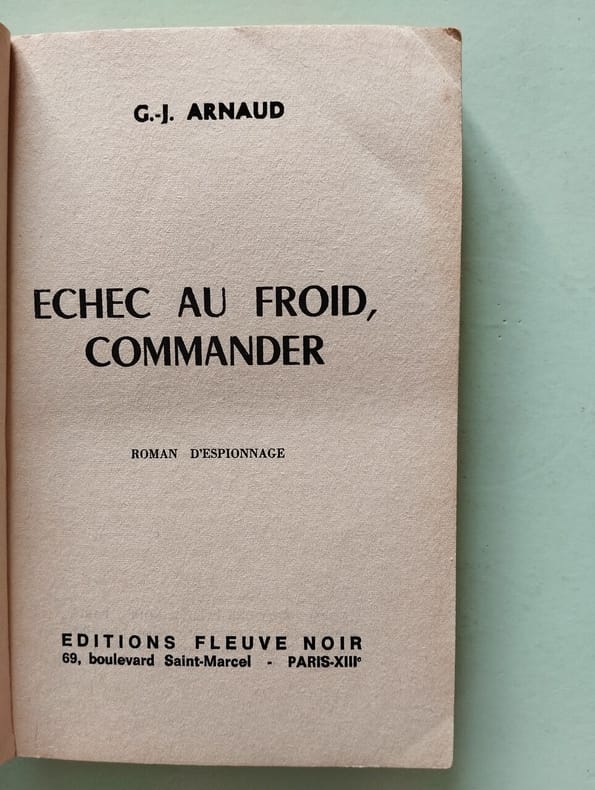 G.-J. ARNAUD
ECHEC AU FROID,
COMMANDER
ROMAN D'ESPIONNAGE
EDITIONS FLEUVE NOIR
69, boulevard Saint-Marcel - PARIS-XIIIᵉ